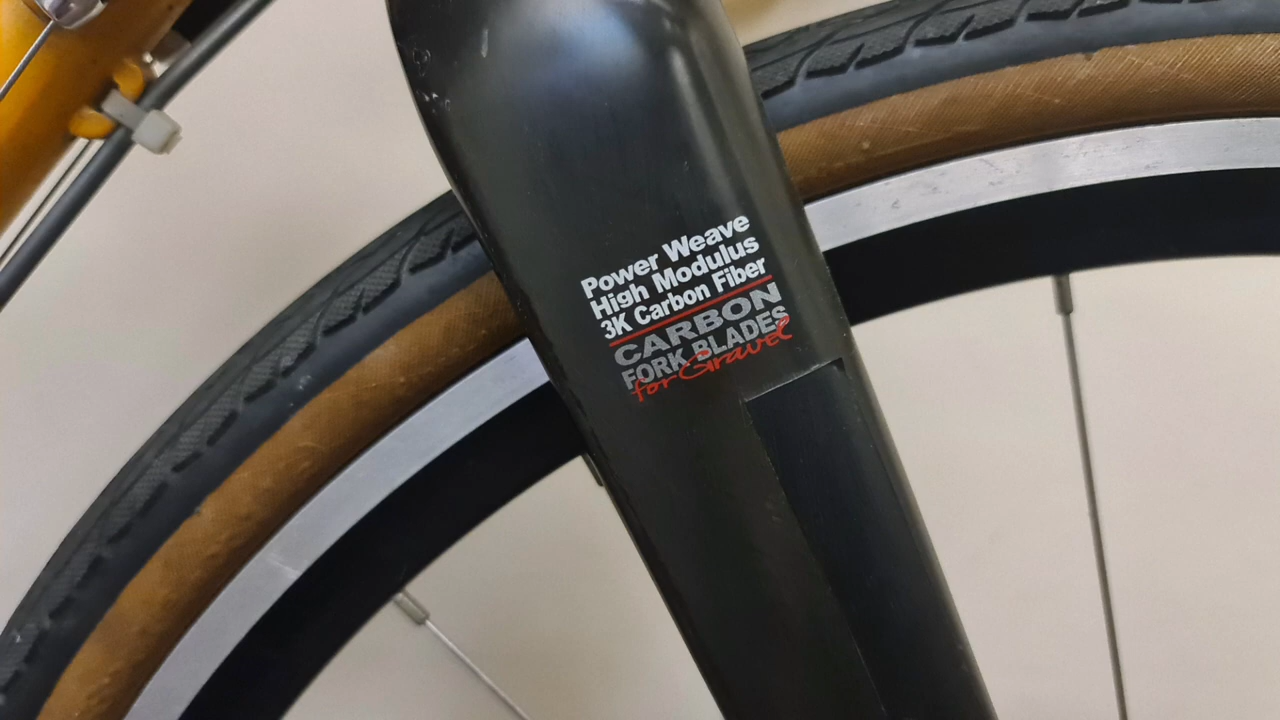 Power Weave
High Modulus
3K Carbon Fiber
CARBON
FORK BLADES
for Gravel